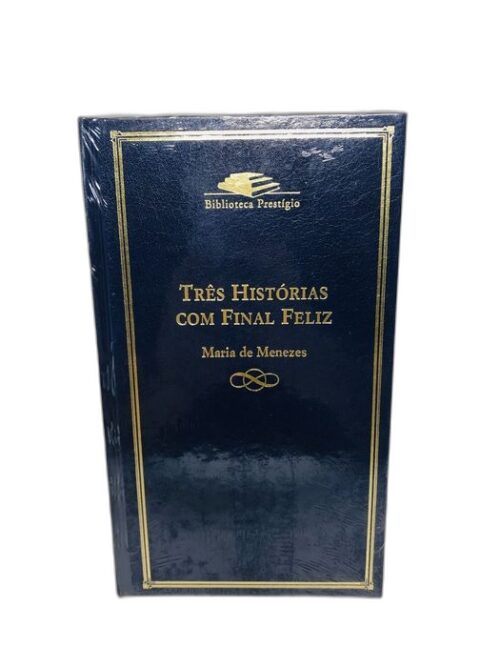 Biblioteca Prestígio
TRÊS HISTÓRIAS
COM FINAL FELIZ
Maria de Menezes